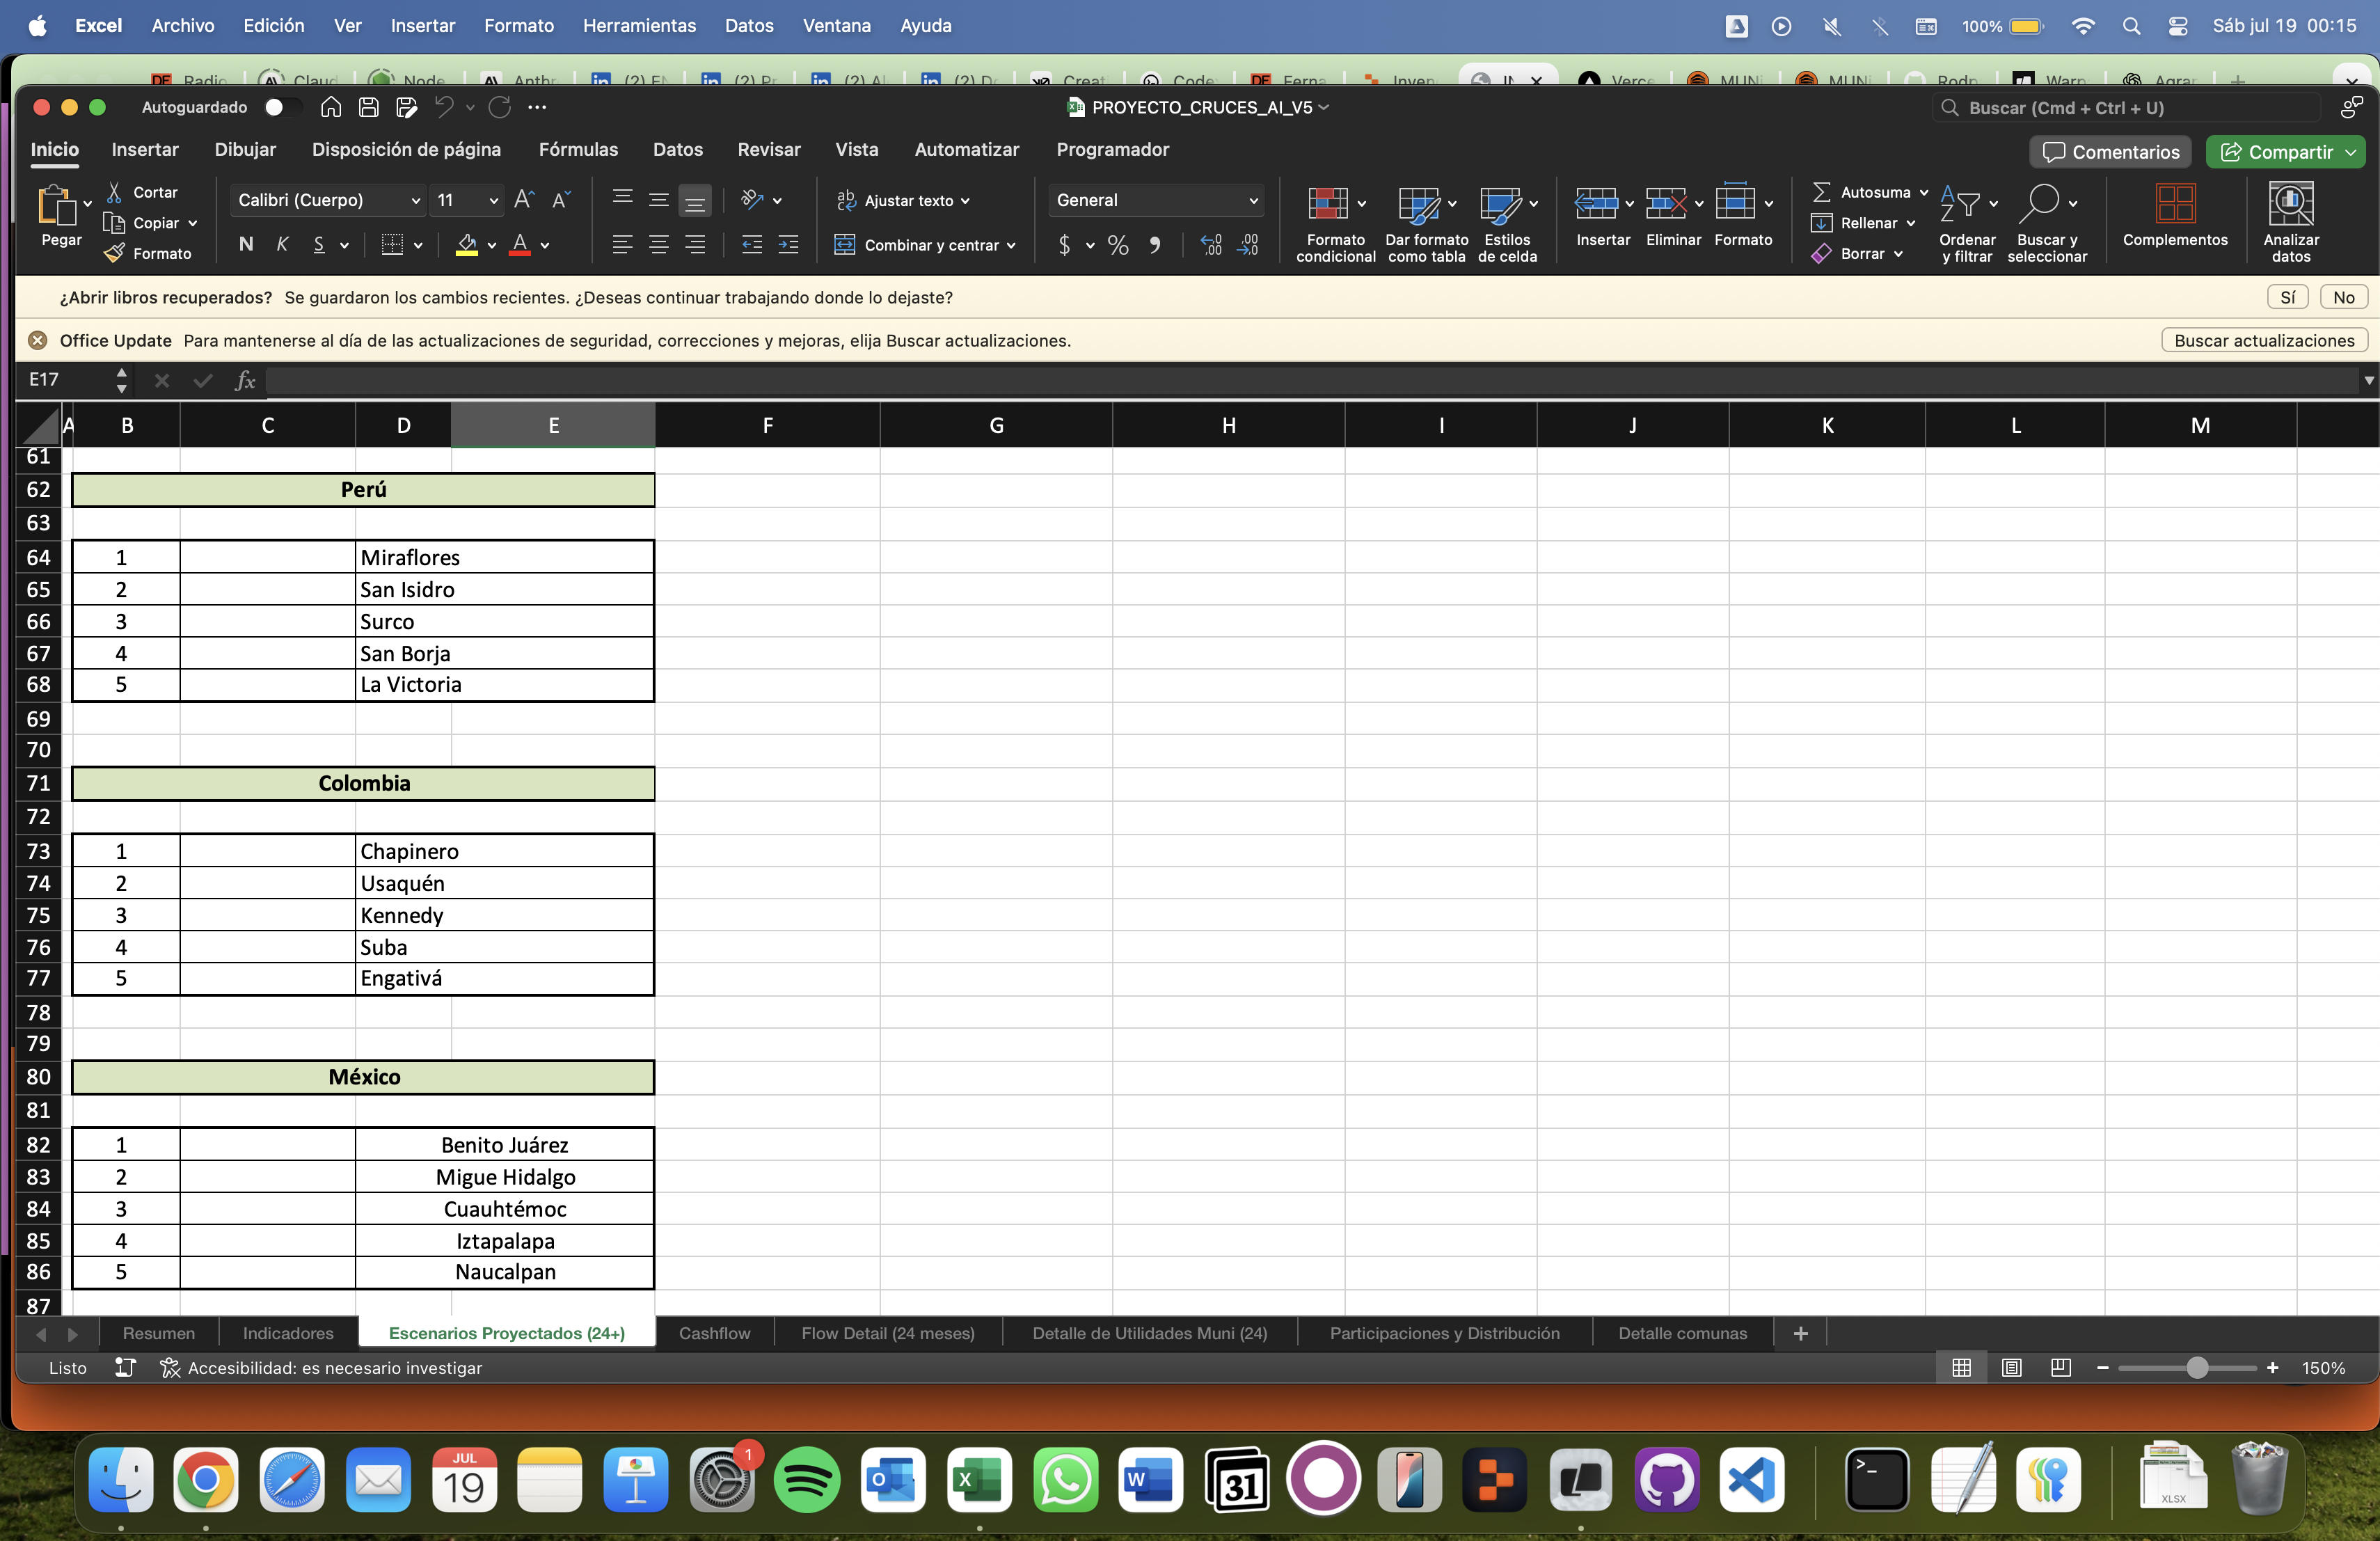 Excel Archivo Edición Ver Insertar Formato Herramientas Datos Ventana Ayuda 100% Sáb jul 19 00:15
Autoguardado PROYECTO_CRUCES_AI_V5 Buscar (Cmd + Ctrl + U)
Inicio Insertar Dibujar Disposición de página Fórmulas Datos Revisar Vista Automatizar Programador Comentarios Compartir
Pegar Cortar Copiar Formato
Calibri (Cuerpo) 11
N K S
Ajustar texto
Combinar y centrar
General
$ %
Formato condicional Dar formato como tabla Estilos de celda
Insertar Eliminar Formato
Autosuma Rellenar Borrar
Ordenar y filtrar Buscar y seleccionar
Complementos Analizar datos
¿Abrir libros recuperados? Se guardaron los cambios recientes. ¿Deseas continuar trabajando donde lo dejaste? Sí No
Office Update Para mantenerse al día de las actualizaciones de seguridad, correcciones y mejoras, elija Buscar actualizaciones. Buscar actualizaciones
E17 fx
A B C D E F G H I J K L M
61
62 Perú
63
64 1 Miraflores
65 2 San Isidro
66 3 Surco
67 4 San Borja
68 5 La Victoria
69
70
71 Colombia
72
73 1 Chapinero
74 2 Usaquén
75 3 Kennedy
76 4 Suba
77 5 Engativá
78
79
80 México
81
82 1 Benito Juárez
83 2 Migue Hidalgo
84 3 Cuauhtémoc
85 4 Iztapalapa
86 5 Naucalpan
87
Resumen Indicadores Escenarios Proyectados (24+) Cashflow Flow Detail (24 meses) Detalle de Utilidades Muni (24) Participaciones y Distribución Detalle comunas +
Listo Accesibilidad: es necesario investigar 150%
JUL
19
1
31
XLSX